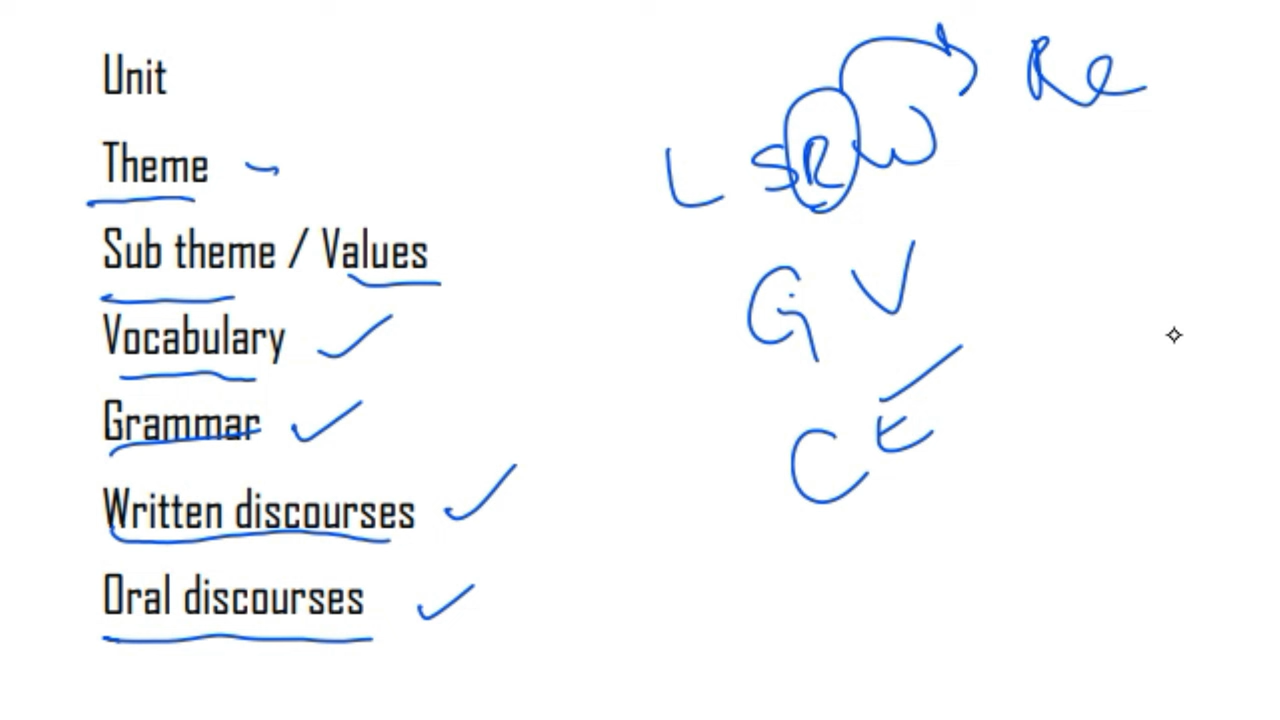 Unit
Theme
Sub theme / Values
Vocabulary
Grammar
Written discourses
Oral discourses
L S R W Re
G V
C E